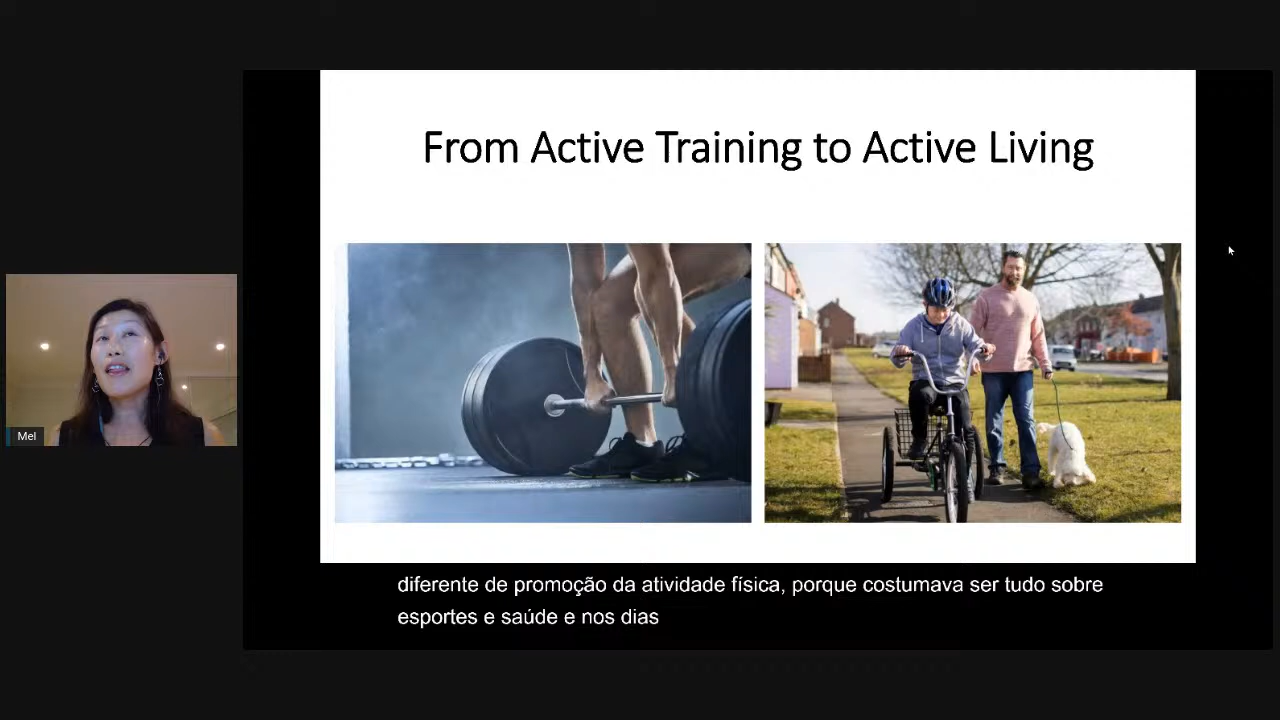 From Active Training to Active Living
Mel
diferente de promoção da atividade física, porque costumava ser tudo sobre
esportes e saúde e nos dias